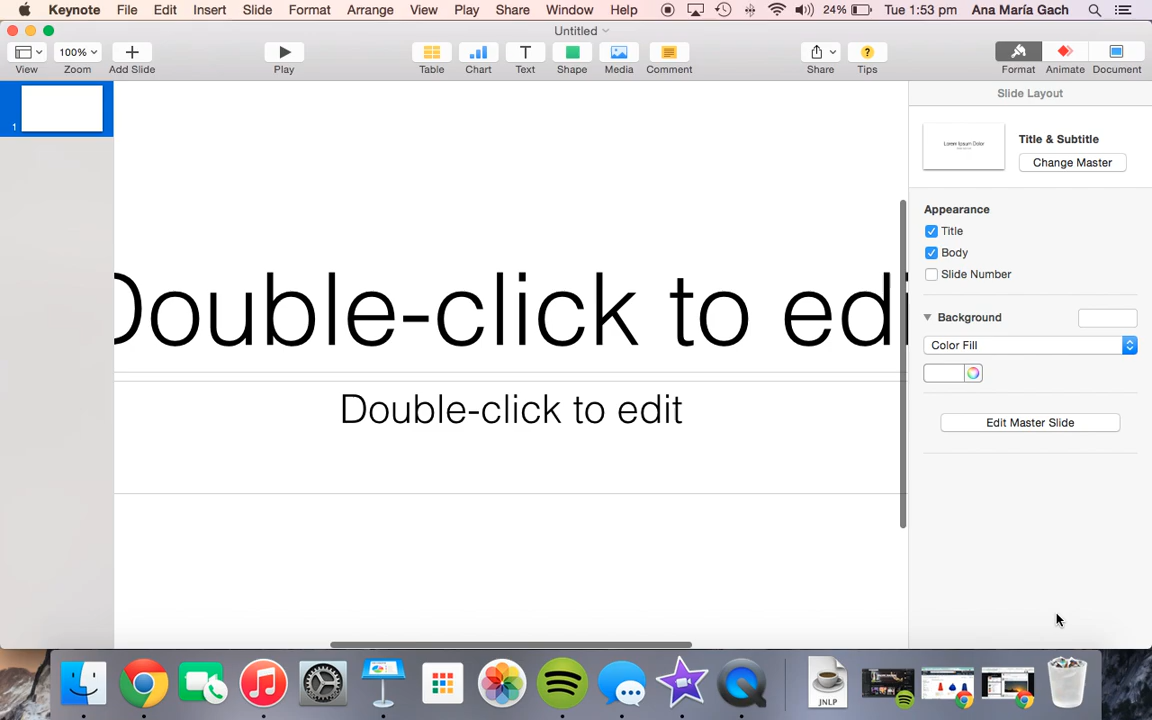 Keynote File Edit Insert Slide Format Arrange View Play Share Window Help 24% Tue 1:53 pm Ana María Gach
Untitled
100%
View Zoom Add Slide Play Table Chart Text Shape Media Comment Share Tips Format Animate Document
Slide Layout
1
Lorem Ipsum Dolor
Title & Subtitle
Change Master
Appearance
Title
Body
Slide Number
Double-click to edi
Background
Color Fill
Double-click to edit
Edit Master Slide
JNLP